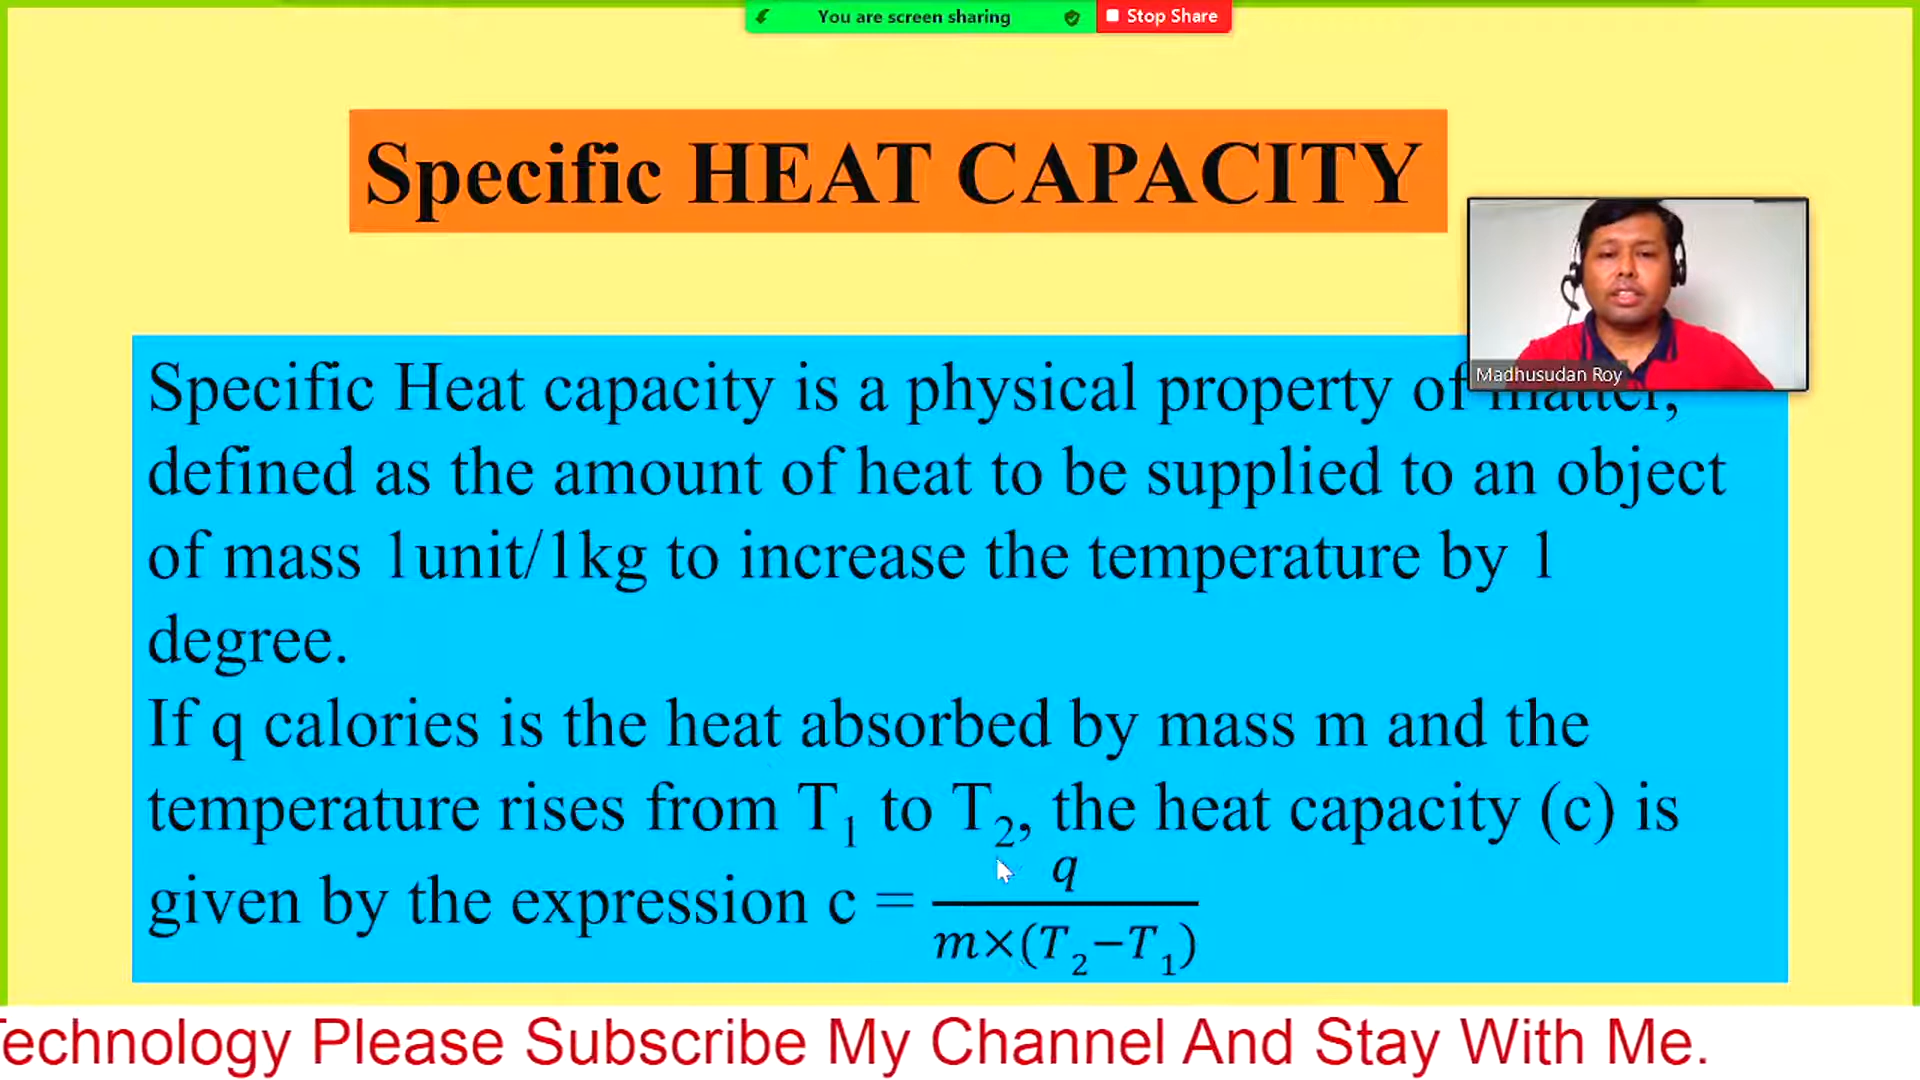 You are screen sharing
Stop Share
Specific HEAT CAPACITY
Madhusudan Roy
Specific Heat capacity is a physical property of matter,
defined as the amount of heat to be supplied to an object
of mass 1unit/1kg to increase the temperature by 1
degree.
If q calories is the heat absorbed by mass m and the
temperature rises from T₁ to T₂, the heat capacity (c) is
given by the expression c = q / m×(T₂−T₁)
echnology Please Subscribe My Channel And Stay With Me.